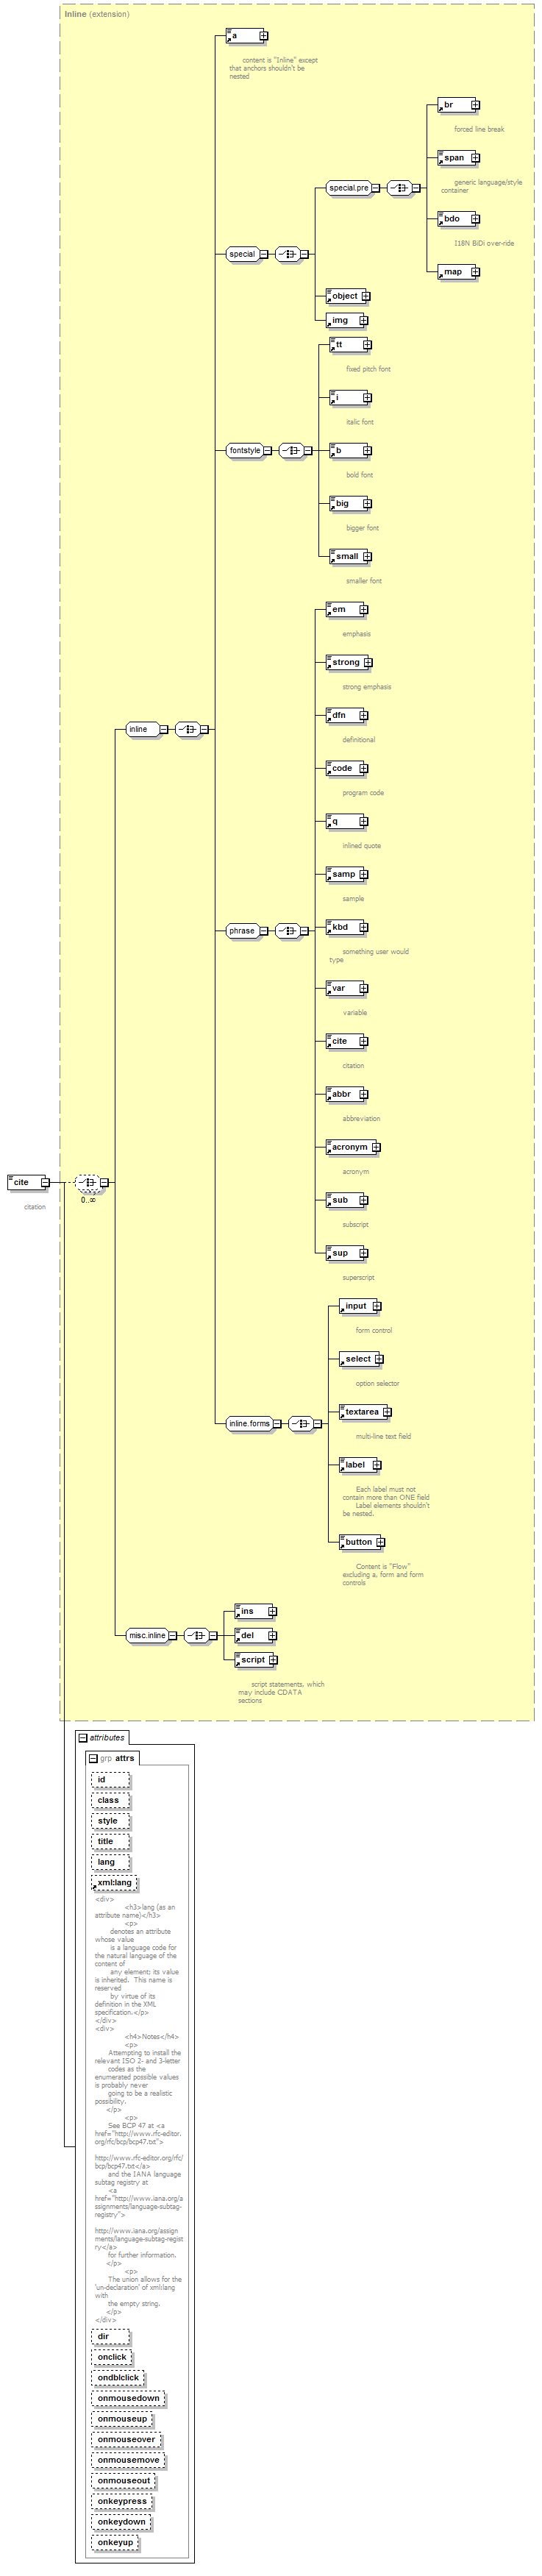 Inline (extension)
a
content is "Inline" except
that anchors shouldn't be
nested
br
forced line break
special.pre
span
generic language/style
container
bdo
I18N BiDi over-ride
map
special
object
img
tt
fixed pitch font
i
italic font
fontstyle
b
bold font
big
bigger font
small
smaller font
em
emphasis
strong
strong emphasis
inline
dfn
definitional
code
program code
q
inlined quote
samp
sample
phrase
kbd
something user would
type
var
variable
cite
citation
abbr
abbreviation
acronym
acronym
cite
citation
0..∞
sub
subscript
sup
superscript
input
form control
select
option selector
textarea
multi-line text field
inline.forms
label
Each label must not
contain more than ONE field
Label elements shouldn't
be nested.
button
Content is "Flow"
excluding a, form and form
controls
ins
misc.inline
del
script
script statements, which
may include CDATA
sections
attributes
grp attrs
id
class
style
title
lang
xml:lang
<div>
<h3>lang (as an
attribute name)</h3>
<p>
denotes an attribute
whose value
is a language code for
the natural language of the
content of
any element; its value
is inherited. This name is
reserved
by virtue of its
definition in the XML
specification.</p>
</div>
<div>
<h4>Notes</h4>
<p>
Attempting to install the
relevant ISO 2- and 3-letter
codes as the
enumerated possible values
is probably never
going to be a realistic
possibility.
</p>
<p>
See BCP 47 at <a
href="http://www.rfc-editor.
org/rfc/bcp/bcp47.txt">
http://www.rfc-editor.org/rfc/
bcp/bcp47.txt</a>
and the IANA language
subtag registry at
<a
href="http://www.iana.org/a
ssignments/language-subtag-
registry">
http://www.iana.org/assign
ments/language-subtag-regist
ry</a>
for further information.
</p>
<p>
The union allows for the
'un-declaration' of xml:lang
with
the empty string.
</p>
</div>
dir
onclick
ondblclick
onmousedown
onmouseup
onmouseover
onmousemove
onmouseout
onkeypress
onkeydown
onkeyup